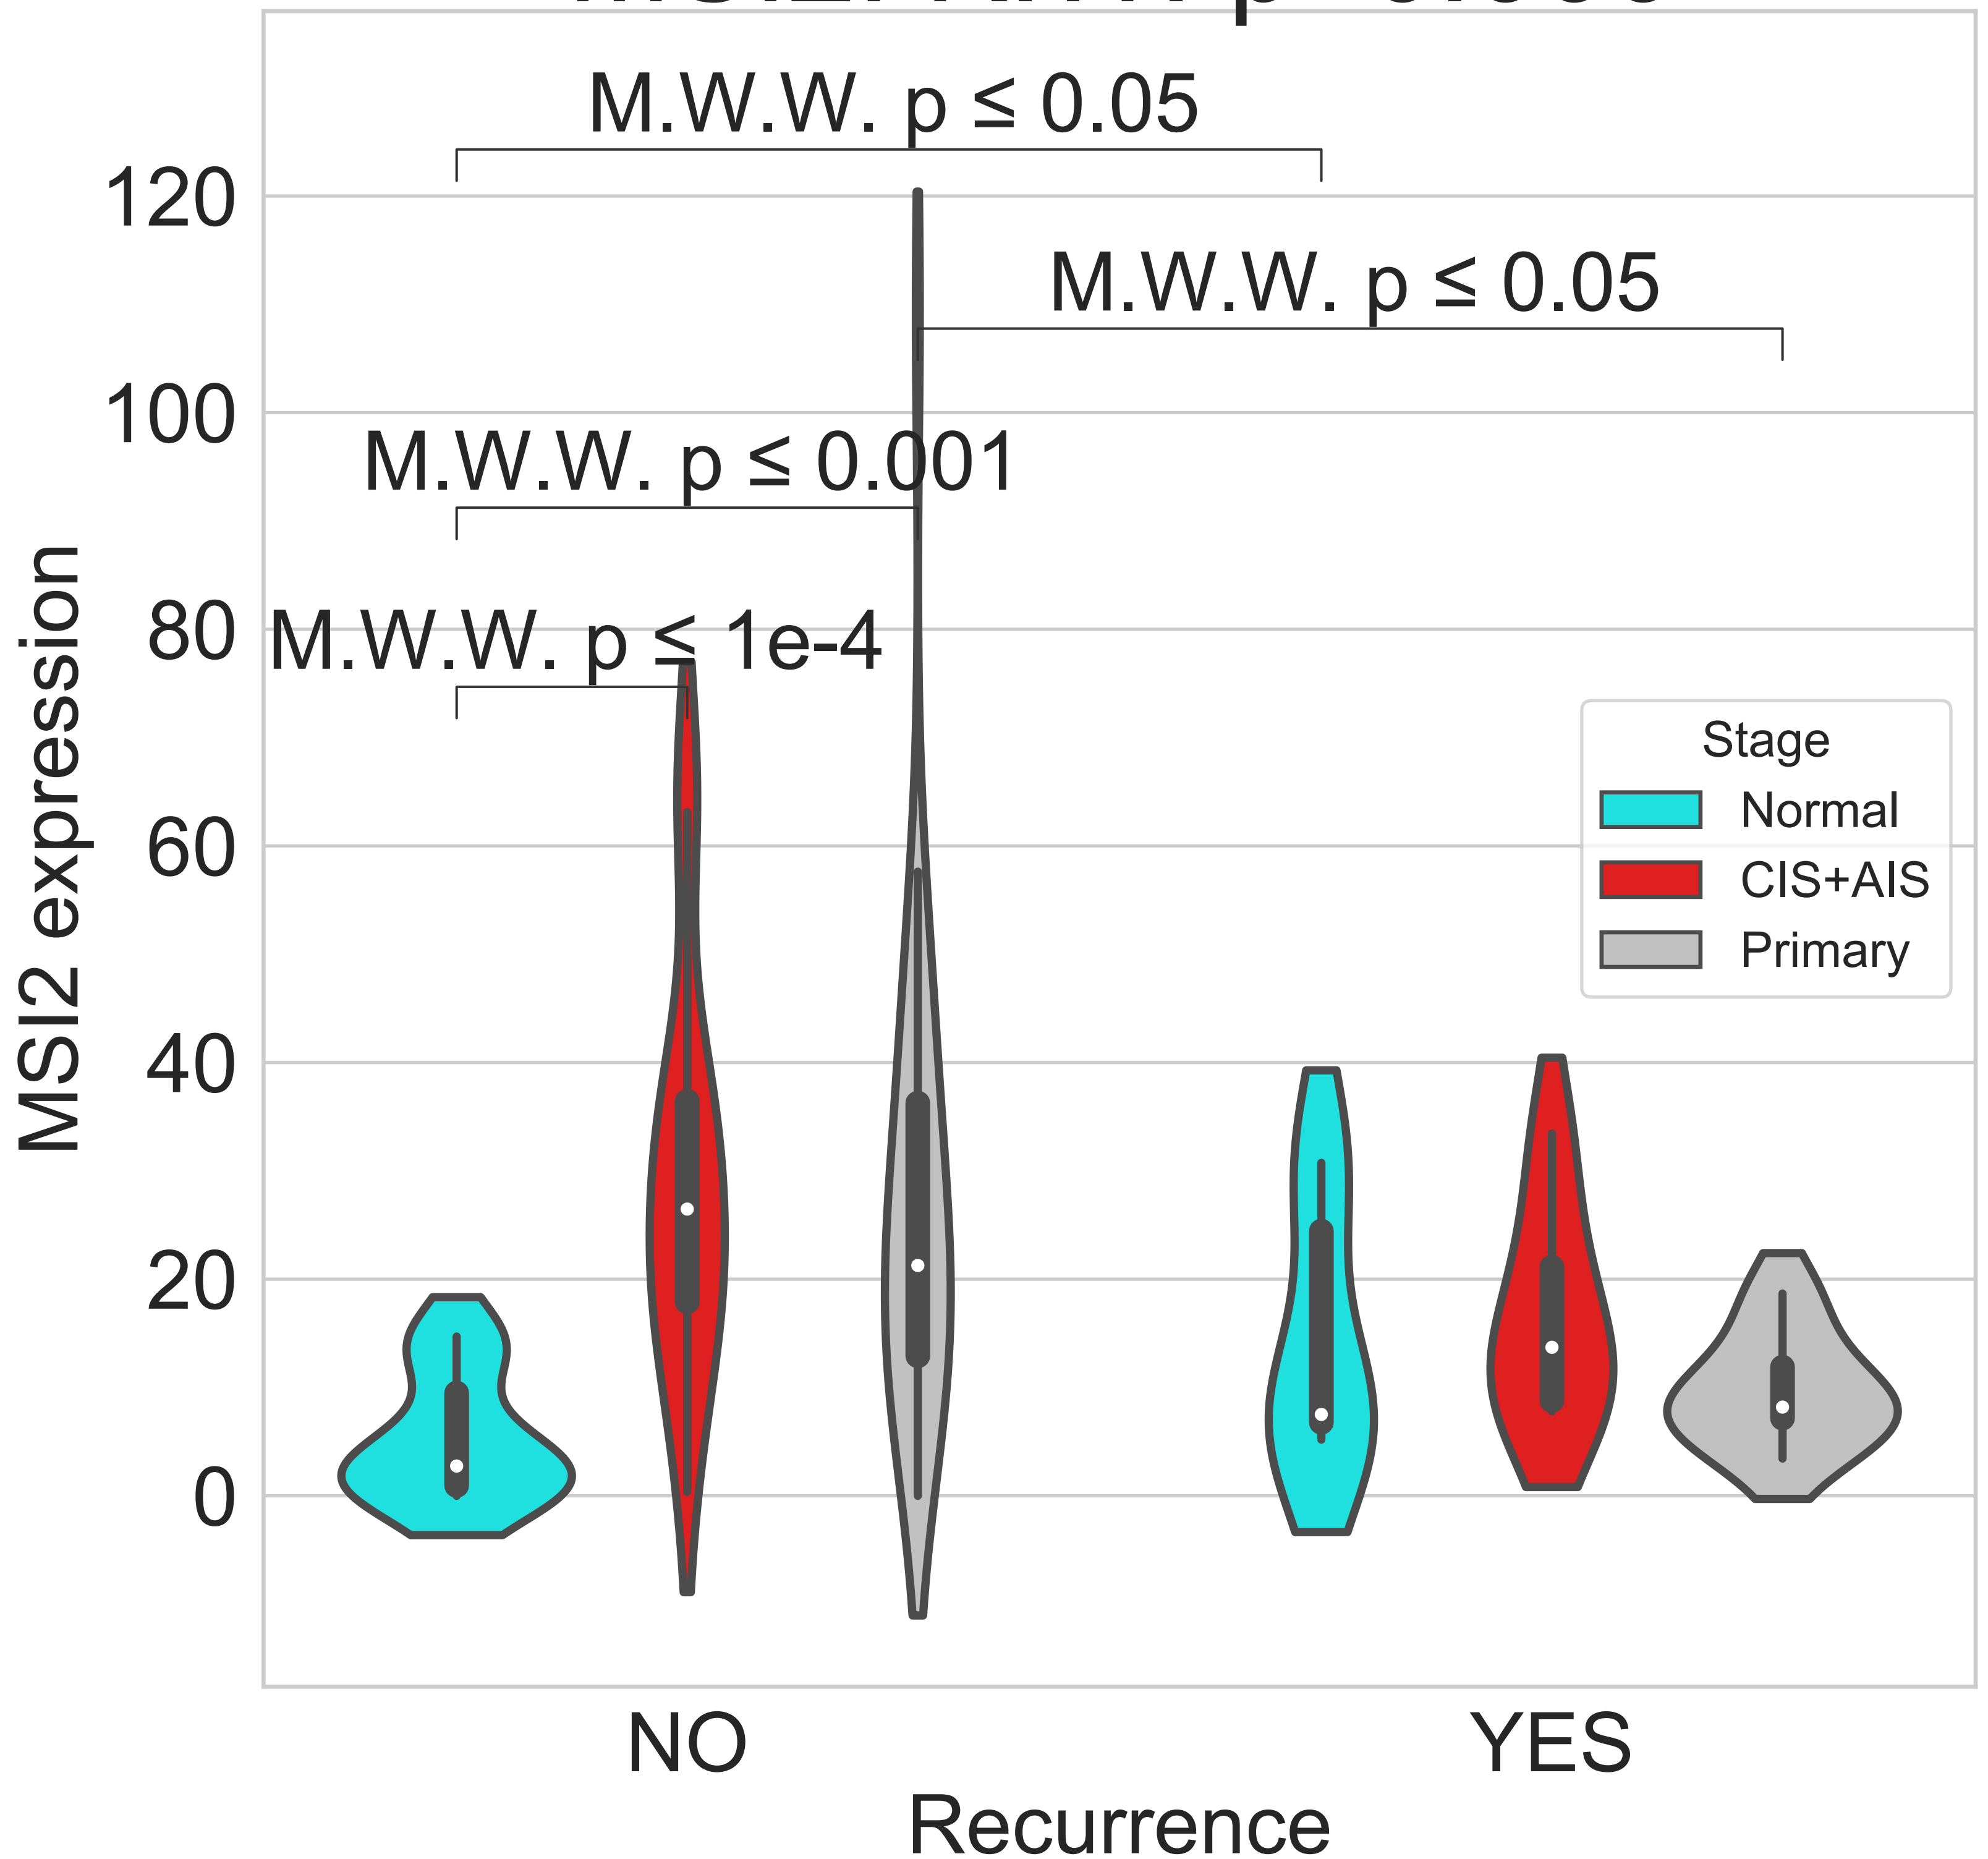 M.W.W. p ≤ 0.05
120
M.W.W. p ≤ 0.05
100
M.W.W. p ≤ 0.001
80
M.W.W. p ≤ 1e-4
MSI2 expression
Stage
Normal
60
CIS+AIS
Primary
40
20
0
NO
YES
Recurrence